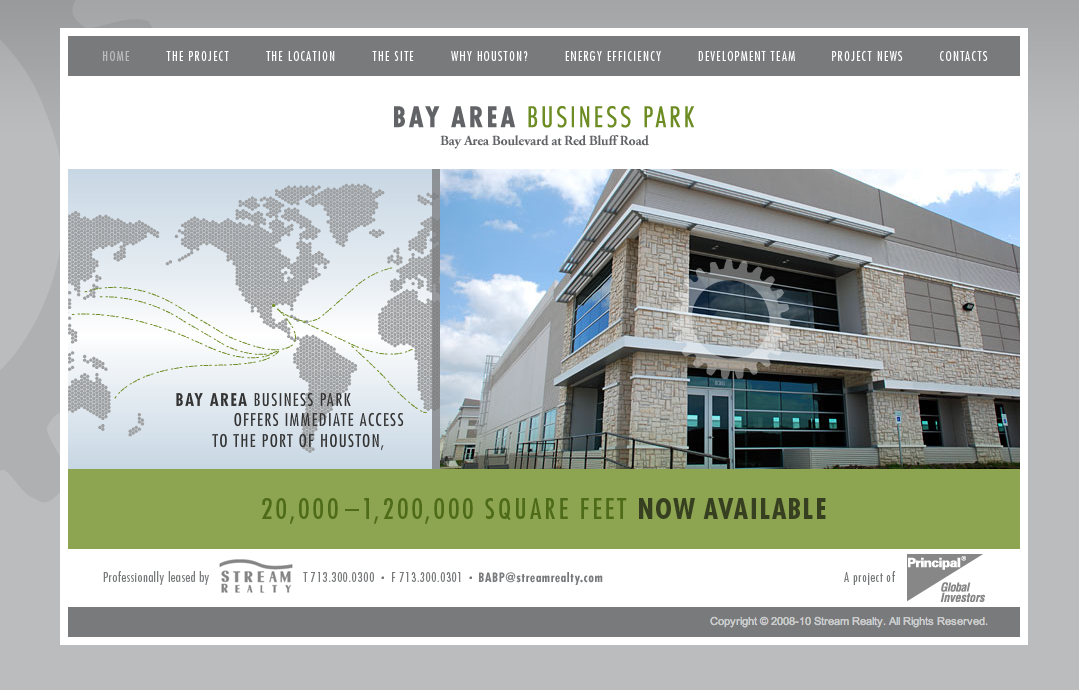 HOME THE PROJECT THE LOCATION THE SITE WHY HOUSTON? ENERGY EFFICIENCY DEVELOPMENT TEAM PROJECT NEWS CONTACTS
BAY AREA BUSINESS PARK
Bay Area Boulevard at Red Bluff Road
BAY AREA BUSINESS PARK
OFFERS IMMEDIATE ACCESS
TO THE PORT OF HOUSTON,
20,000–1,200,000 SQUARE FEET NOW AVAILABLE
Professionally leased by STREAM REALTY T 713.300.0300 • F 713.300.0301 • BABP@streamrealty.com
A project of Principal® Global Investors
Copyright © 2008-10 Stream Realty. All Rights Reserved.